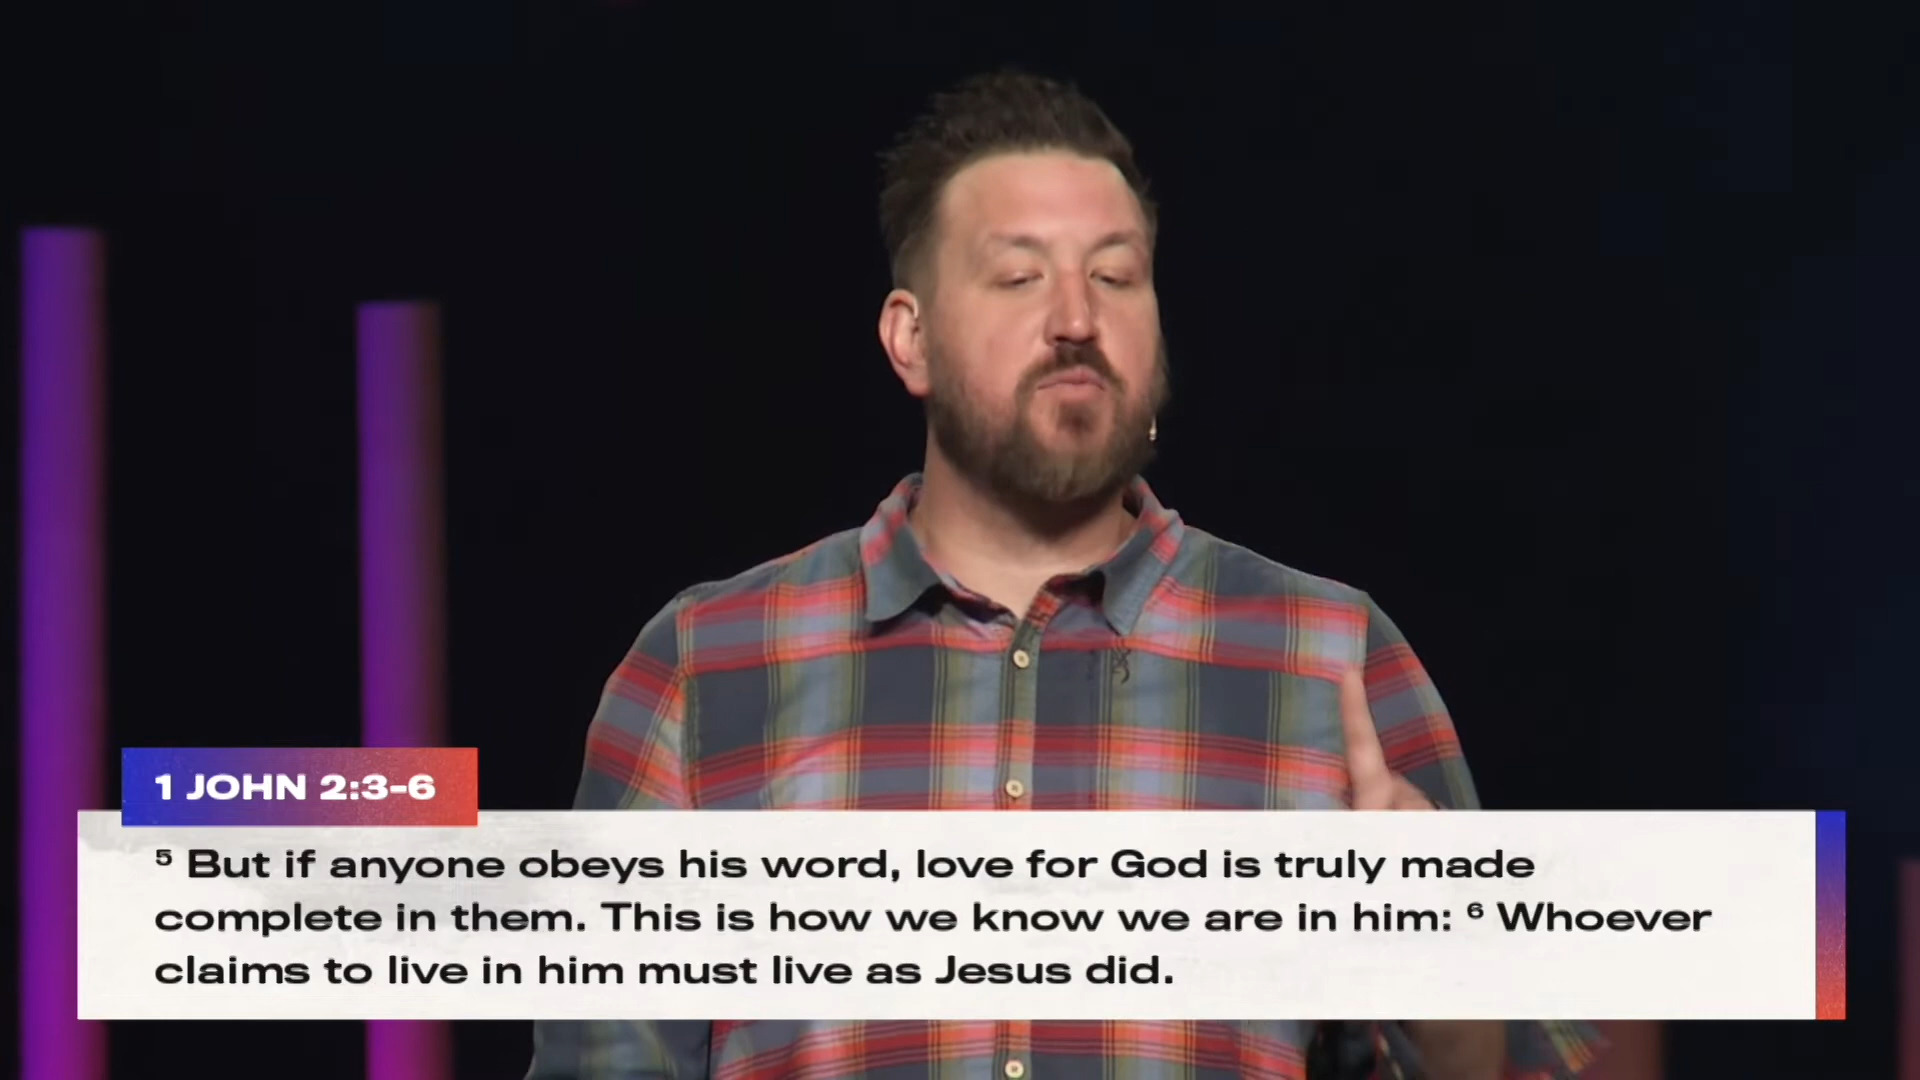 1 JOHN 2:3-6
⁵ But if anyone obeys his word, love for God is truly made
complete in them. This is how we know we are in him: ⁶ Whoever
claims to live in him must live as Jesus did.